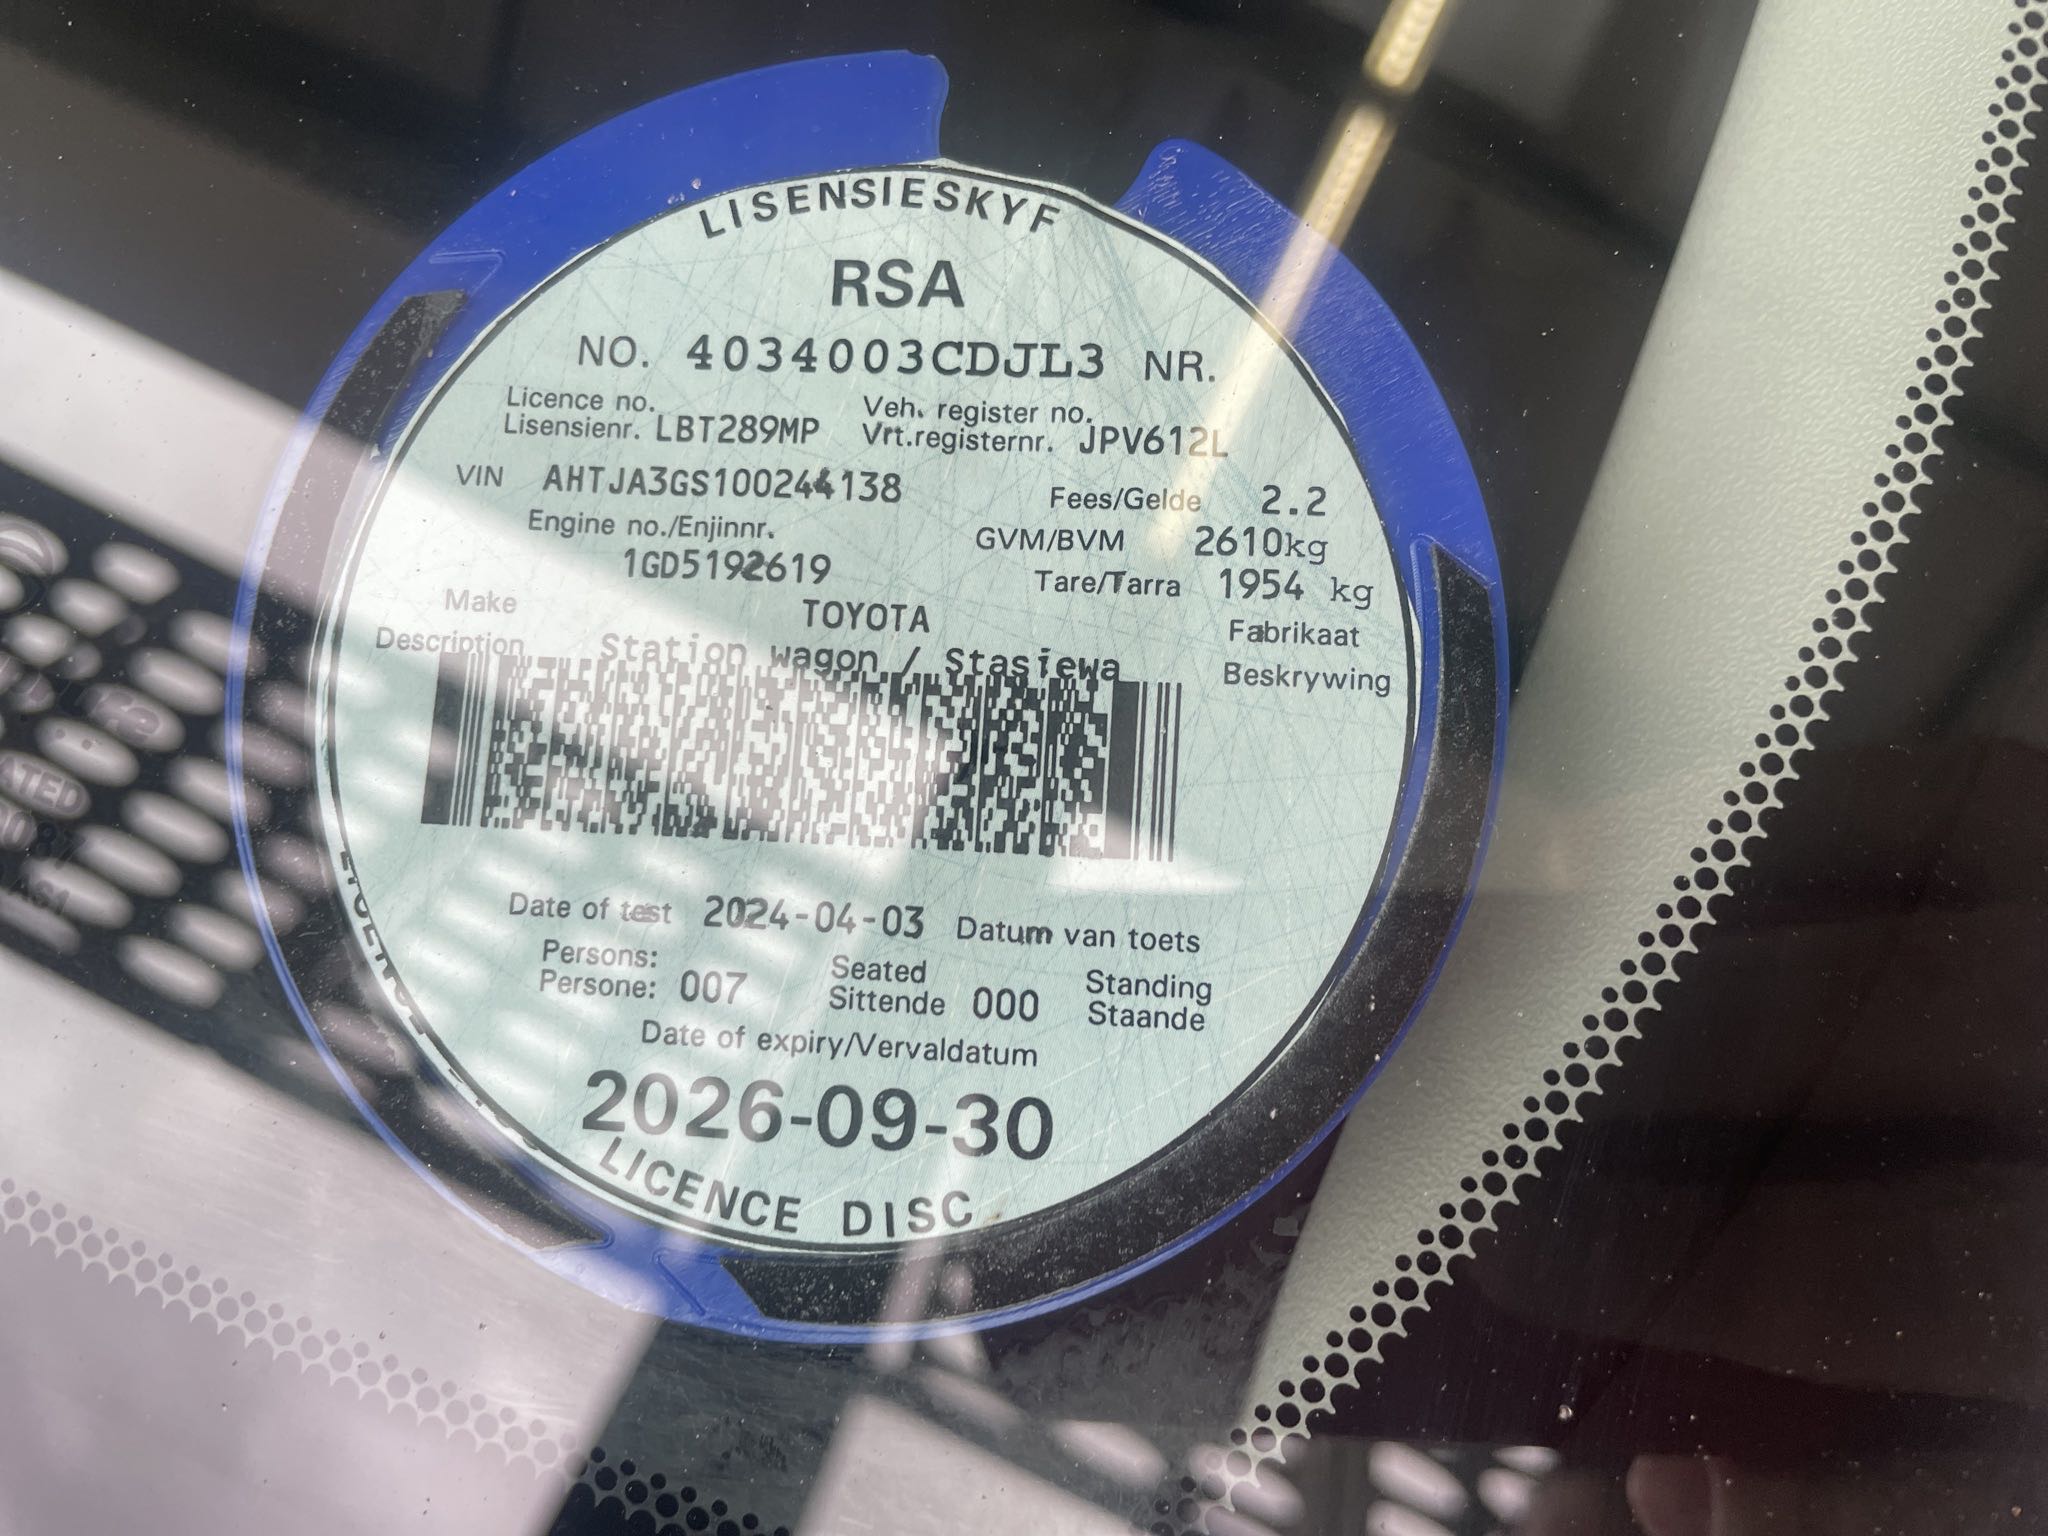 LISENSIESKYF
RSA
NO. 4034003CDJL3 NR.
Licence no. Veh. register no.
Lisensienr. LBT289MP Vrt.registernr. JPV612L
VIN AHTJA3GS100244138 Fees/Gelde 2.2
Engine no./Enjinnr. GVM/BVM 2610kg
1GD5192619 Tare/Tarra 1954 kg
Make TOYOTA Fabrikaat
Description Station wagon / Stasiewa Beskrywing
Date of test 2024-04-03 Datum van toets
Persons: Seated Standing
Persone: 007 Sittende 000 Staande
Date of expiry/Vervaldatum
2026-09-30
LICENCE DISC